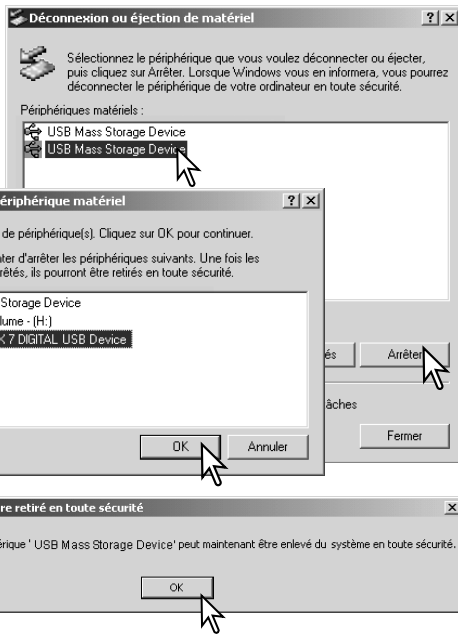 Déconnexion ou éjection de matériel
Sélectionnez le périphérique que vous voulez déconnecter ou éjecter,
puis cliquez sur Arrêter. Lorsque Windows vous en informera, vous pourrez
déconnecter le périphérique de votre ordinateur en toute sécurité.
Périphériques matériels :
USB Mass Storage Device
USB Mass Storage Device
ériphérique matériel
de périphérique(s). Cliquez sur OK pour continuer.
ter d'arrêter les périphériques suivants. Une fois les
rêtés, ils pourront être retirés en toute sécurité.
Storage Device
lume - (H:)
X 7 DIGITAL USB Device
és
Arrêter
âches
OK
Annuler
Fermer
re retiré en toute sécurité
érique ' USB Mass Storage Device' peut maintenant être enlevé du système en toute sécurité.
OK